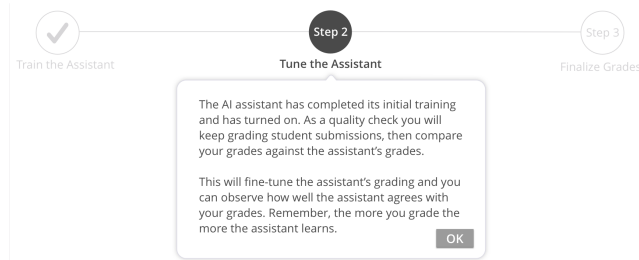 Step 2
Step 3
Train the Assistant
Tune the Assistant
Finalize Grades
The AI assistant has completed its initial training
and has turned on. As a quality check you will
keep grading student submissions, then compare
your grades against the assistant's grades.
This will fine-tune the assistant's grading and you
can observe how well the assistant agrees with
your grades. Remember, the more you grade the
more the assistant learns.
OK